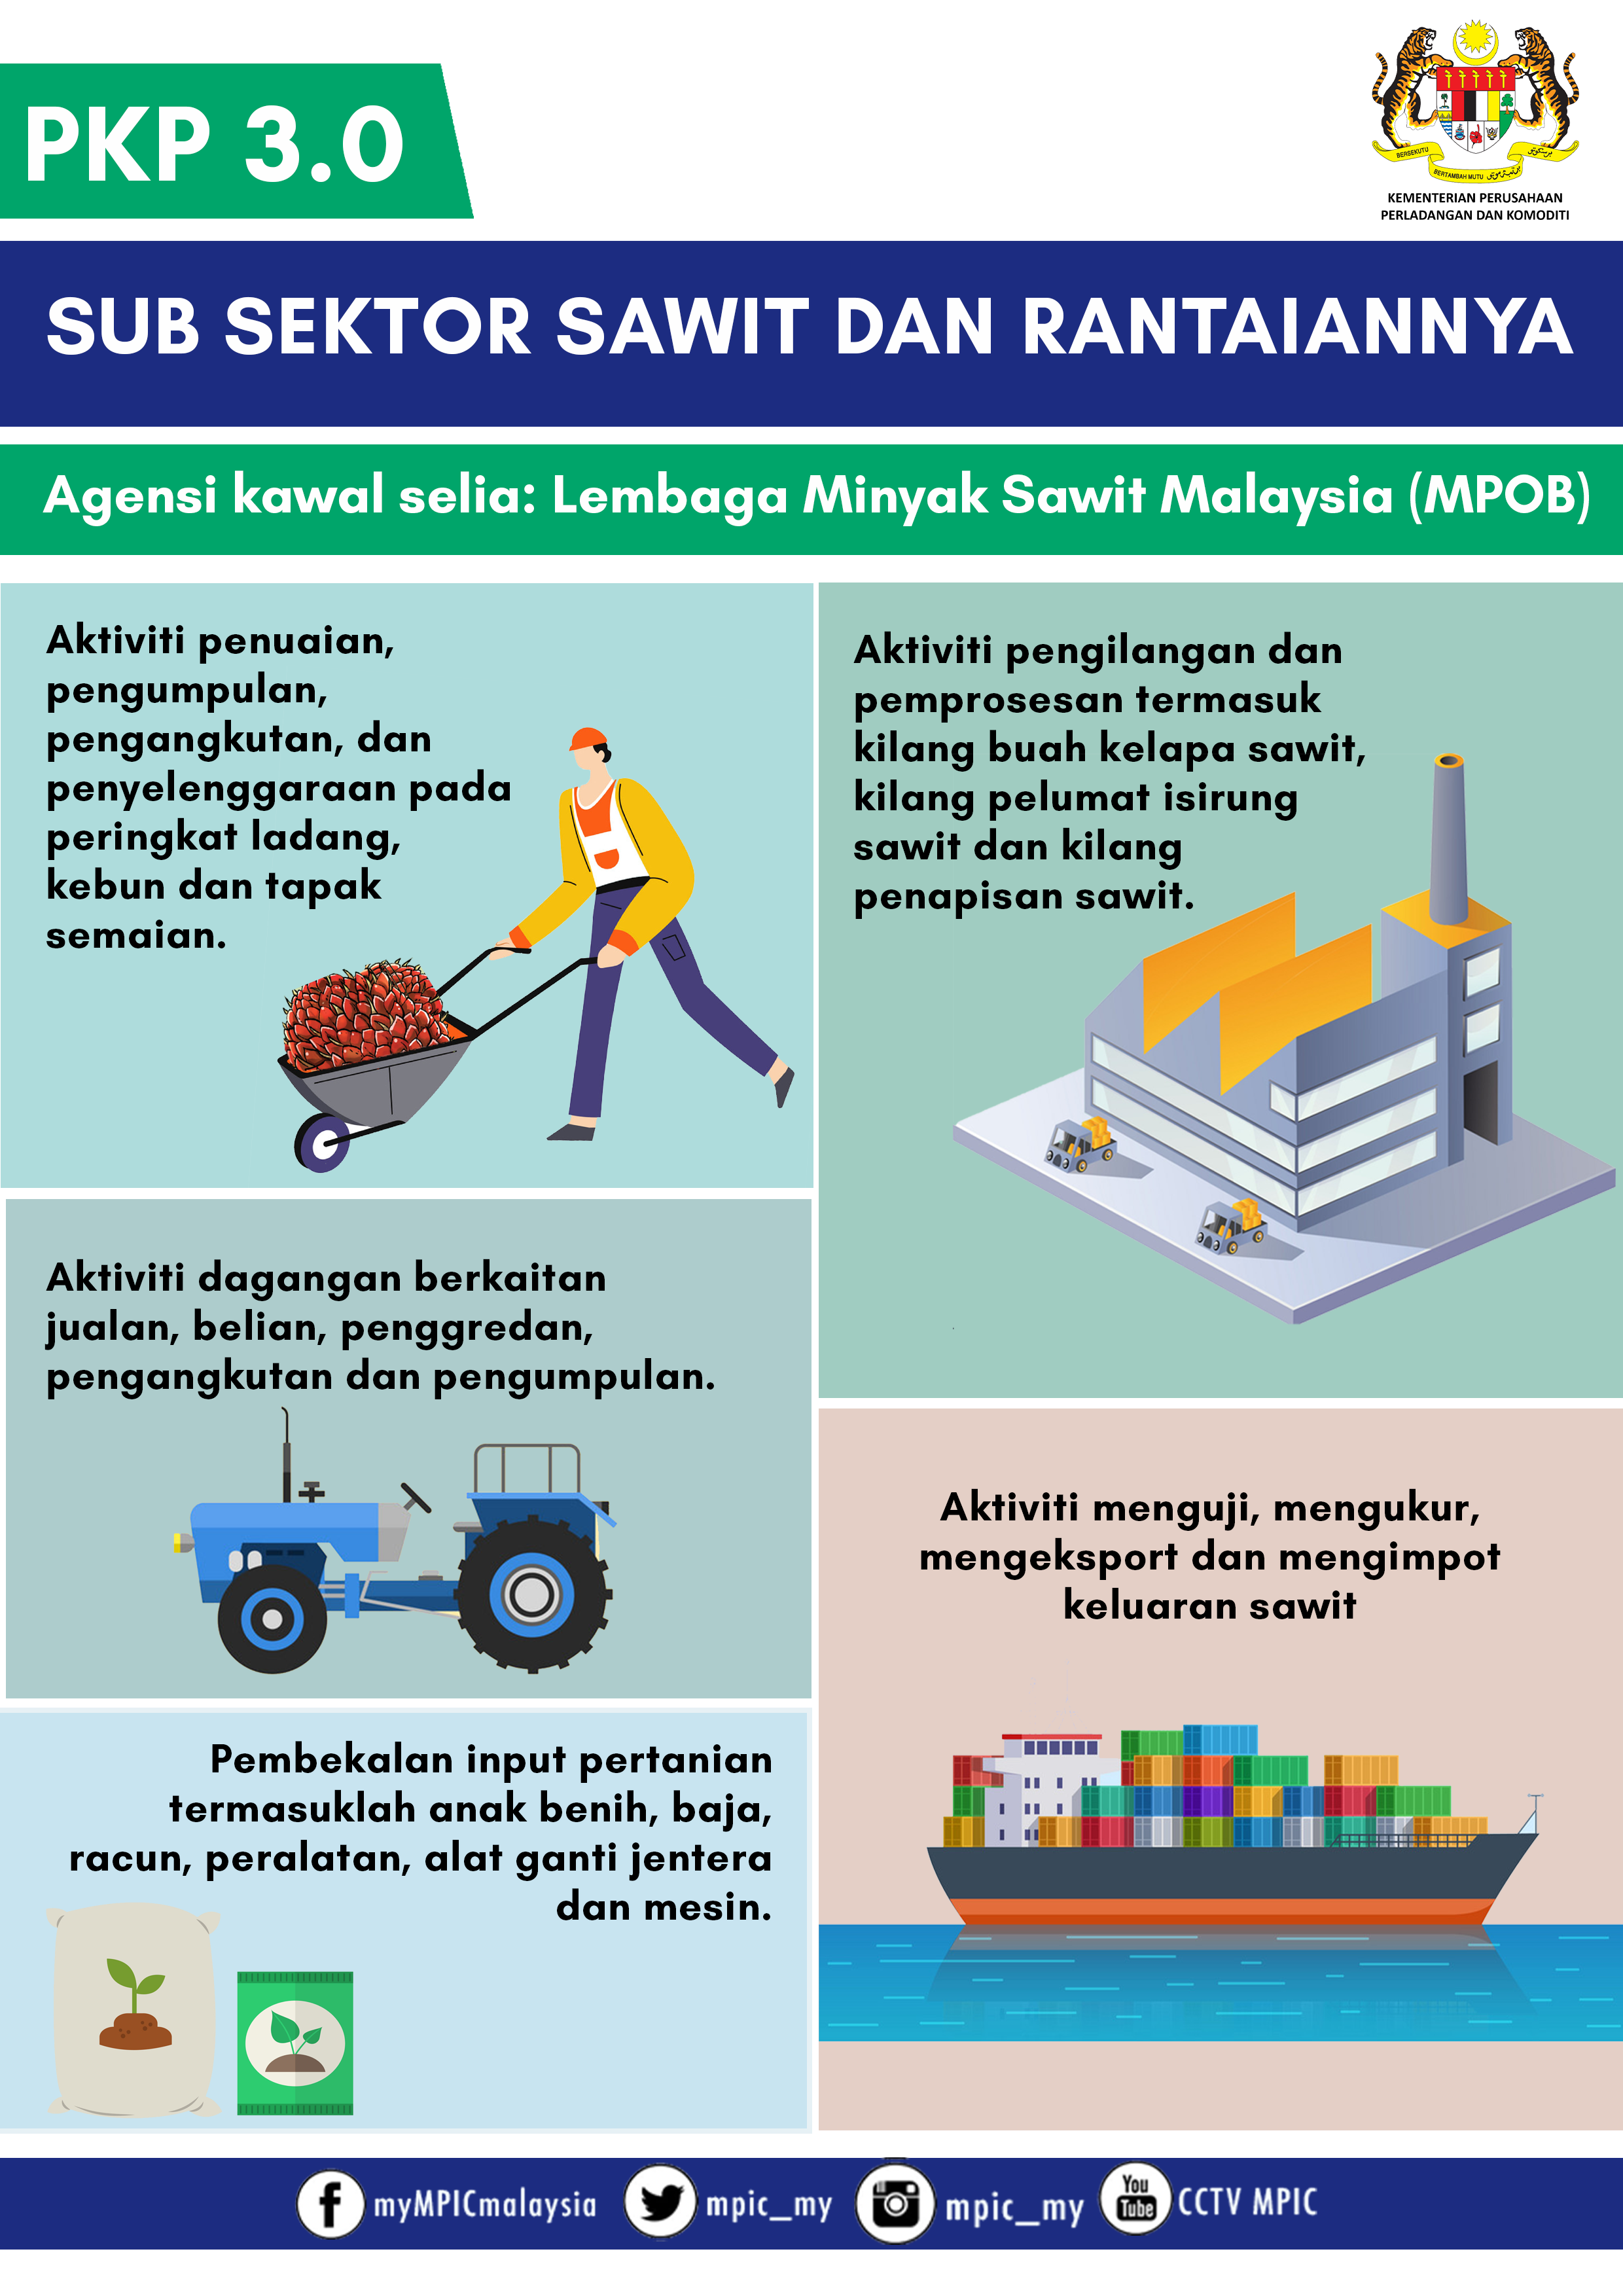 PKP 3.0
BERSEKUTU
BERTAMBAH MUTU
KEMENTERIAN PERUSAHAAN
PERLADANGAN DAN KOMODITI
SUB SEKTOR SAWIT DAN RANTAIANNYA
Agensi kawal selia: Lembaga Minyak Sawit Malaysia (MPOB)
Aktiviti penuaian,
pengumpulan,
pengangkutan, dan
penyelenggaraan pada
peringkat ladang,
kebun dan tapak
semaian.
Aktiviti pengilangan dan
pemprosesan termasuk
kilang buah kelapa sawit,
kilang pelumat isirung
sawit dan kilang
penapisan sawit.
Aktiviti dagangan berkaitan
jualan, belian, penggredan,
pengangkutan dan pengumpulan.
Aktiviti menguji, mengukur,
mengeksport dan mengimpot
keluaran sawit
Pembekalan input pertanian
termasuklah anak benih, baja,
racun, peralatan, alat ganti jentera
dan mesin.
f myMPICmalaysia
mpic_my
mpic_my
You
Tube
CCTV MPIC